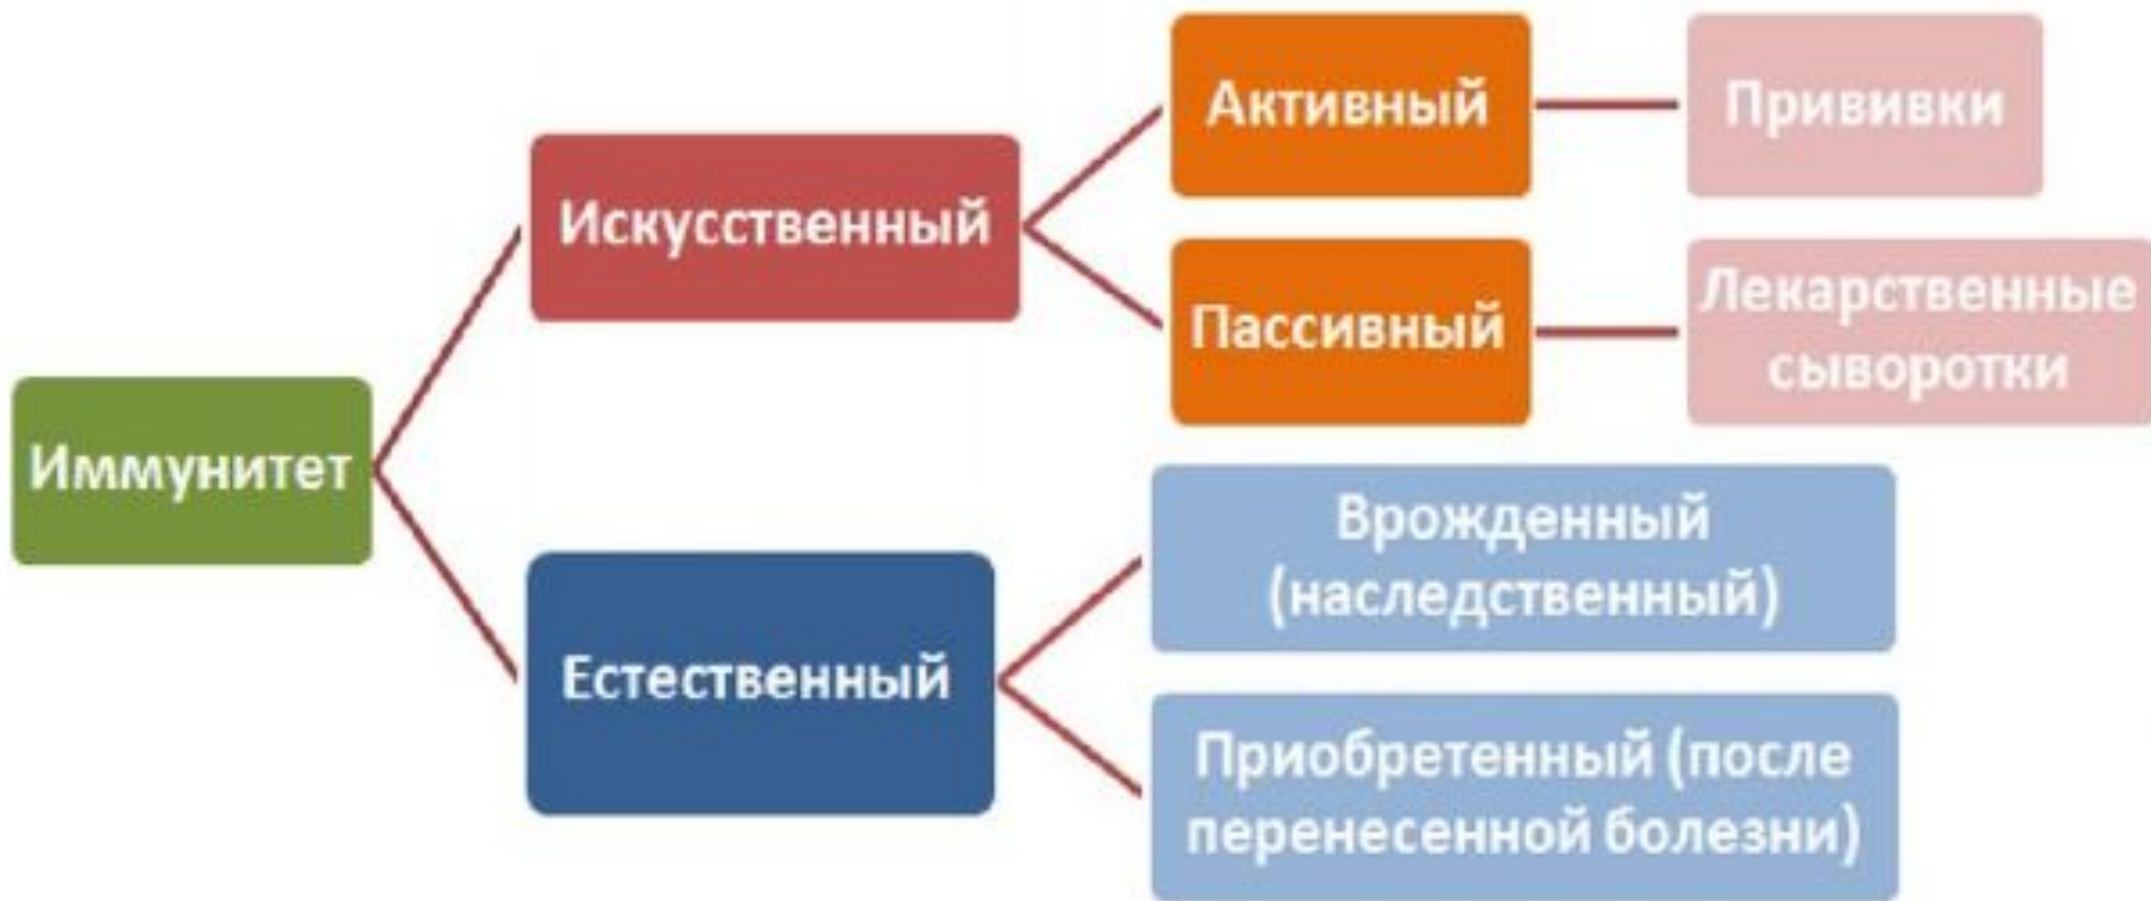 Активный
Прививки
Искусственный
Пассивный
Лекарственные
сыворотки
Иммунитет
Врожденный
(наследственный)
Естественный
Приобретенный (после
перенесенной болезни)